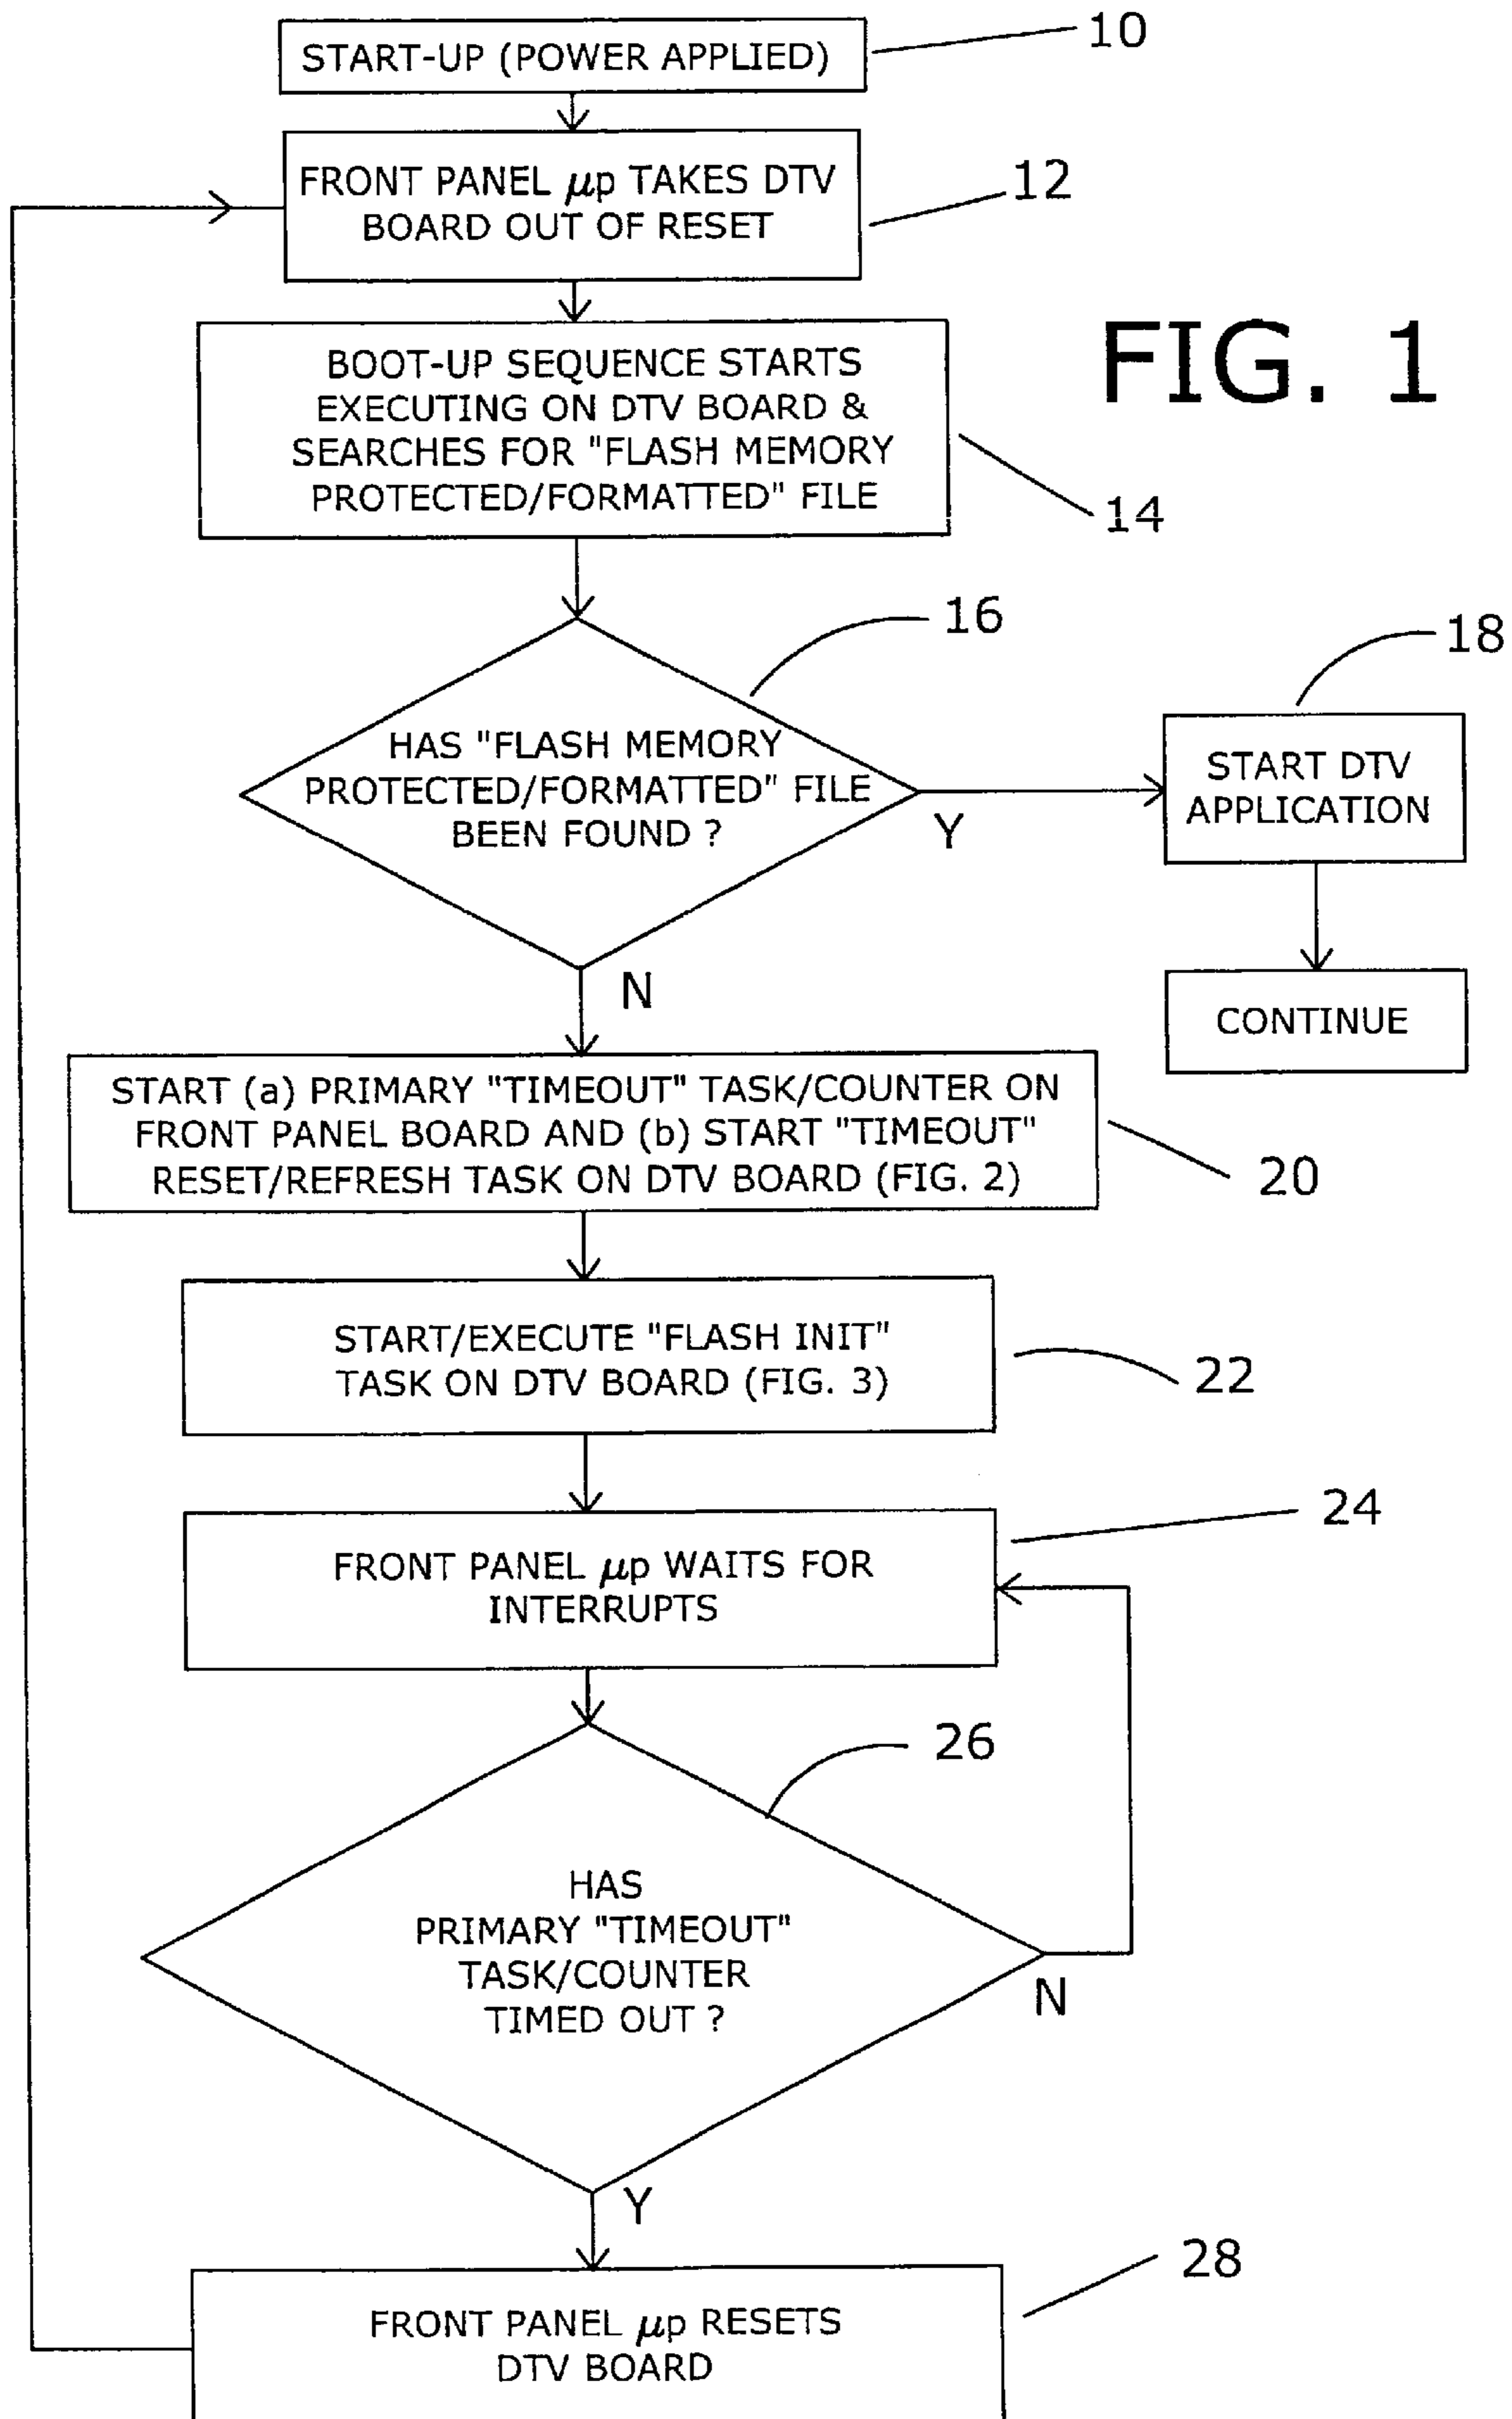 START-UP (POWER APPLIED)
10
FRONT PANEL μp TAKES DTV
BOARD OUT OF RESET
12
FIG. 1
BOOT-UP SEQUENCE STARTS
EXECUTING ON DTV BOARD &
SEARCHES FOR "FLASH MEMORY
PROTECTED/FORMATTED" FILE
14
16
HAS "FLASH MEMORY
PROTECTED/FORMATTED" FILE
BEEN FOUND ?
Y
18
START DTV
APPLICATION
CONTINUE
N
START (a) PRIMARY "TIMEOUT" TASK/COUNTER ON
FRONT PANEL BOARD AND (b) START "TIMEOUT"
RESET/REFRESH TASK ON DTV BOARD (FIG. 2)
20
START/EXECUTE "FLASH INIT"
TASK ON DTV BOARD (FIG. 3)
22
FRONT PANEL μp WAITS FOR
INTERRUPTS
24
26
HAS
PRIMARY "TIMEOUT"
TASK/COUNTER
TIMED OUT ?
N
Y
FRONT PANEL μp RESETS
DTV BOARD
28